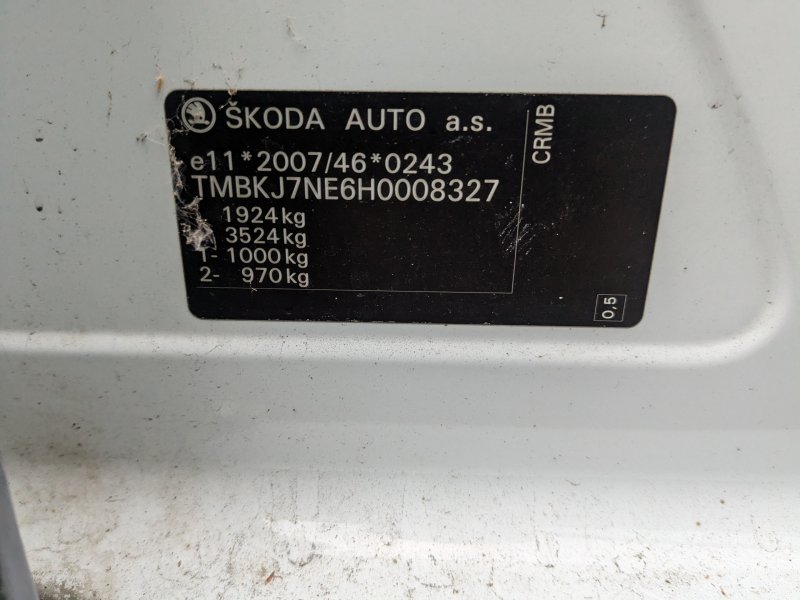 ŠKODA AUTO a.s.
e11*2007/46*0243
TMBKJ7NE6H0008327
1924kg
3524kg
1- 1000kg
2- 970kg
CRMB
0,5